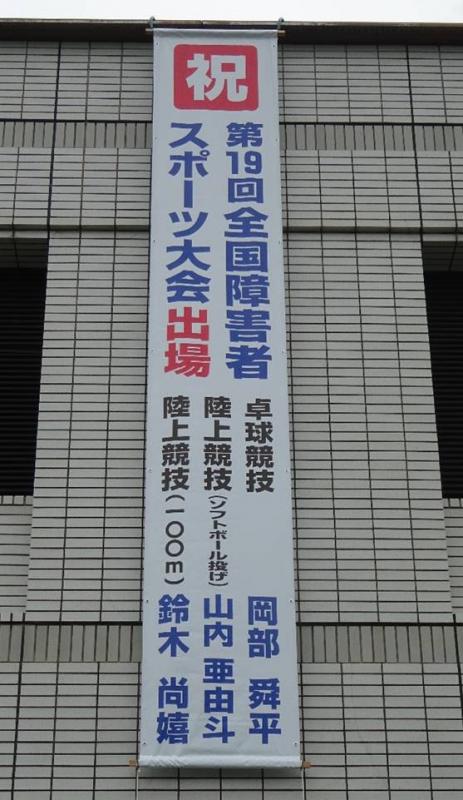 祝
第19回全国障害者
スポーツ大会出場
卓球競技 岡部 舜平
陸上競技(ソフトボール投げ) 山内 亜由斗
陸上競技(100m) 鈴木 尚嬉